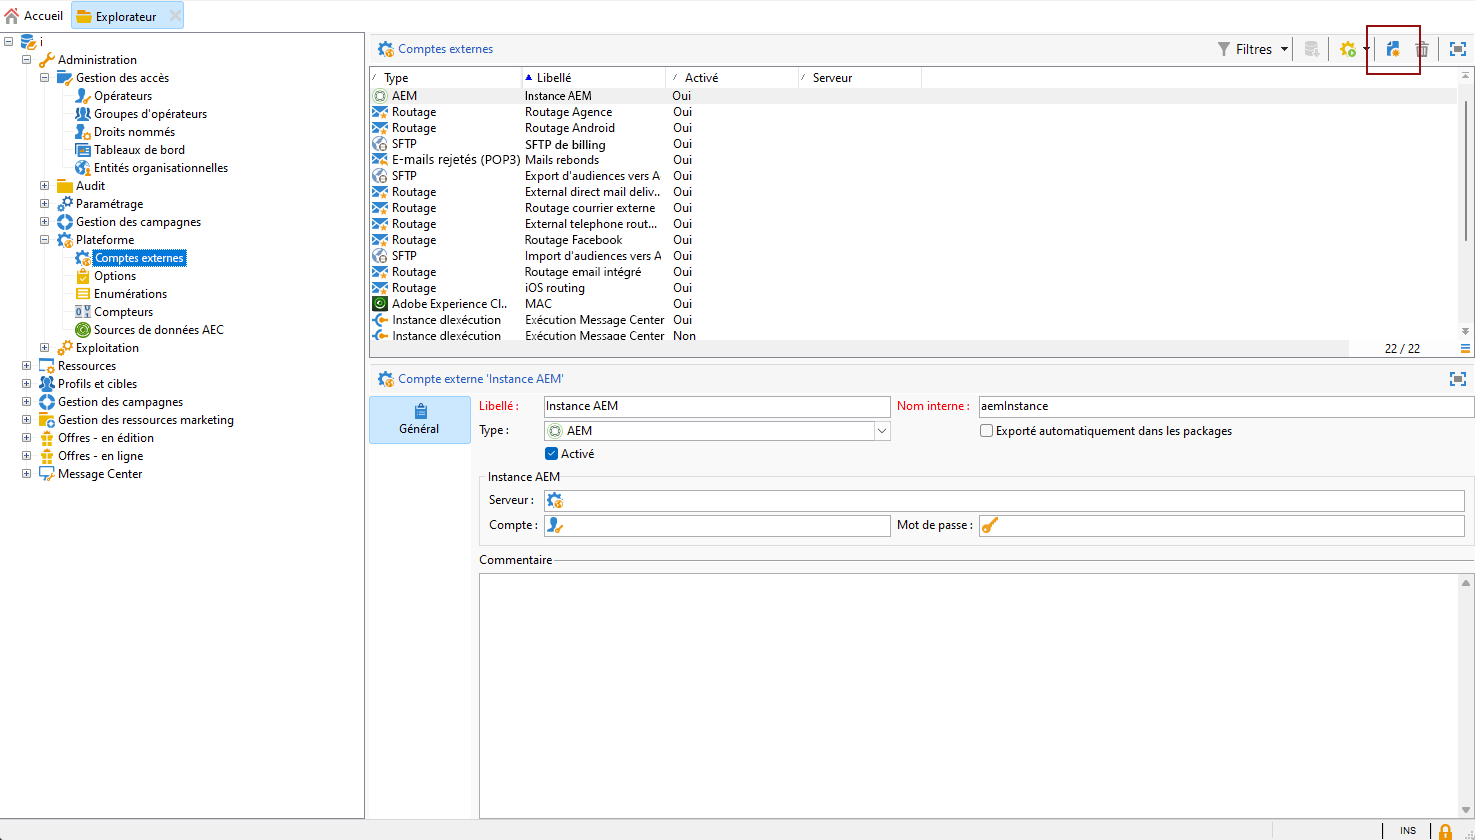 Accueil Explorateur
i
Administration
Gestion des accès
Opérateurs
Groupes d'opérateurs
Droits nommés
Tableaux de bord
Entités organisationnelles
Audit
Paramétrage
Gestion des campagnes
Plateforme
Comptes externes
Options
Enumérations
Compteurs
Sources de données AEC
Exploitation
Ressources
Profils et cibles
Gestion des campagnes
Gestion des ressources marketing
Offres - en édition
Offres - en ligne
Message Center
Comptes externes Filtres
Type Libellé Activé Serveur
AEM Instance AEM Oui
Routage Routage Agence Oui
Routage Routage Android Oui
SFTP SFTP de billing Oui
E-mails rejetés (POP3) Mails rebonds Oui
SFTP Export d'audiences vers A Oui
Routage External direct mail deliv.. Oui
Routage Routage courrier externe Oui
Routage External telephone rout... Oui
Routage Routage Facebook Oui
SFTP Import d'audiences vers A Oui
Routage Routage email intégré Oui
Routage iOS routing Oui
Adobe Experience Cl.. MAC Oui
Instance dlexécution Exécution Message Center Oui
Instance dlexécution Exécution Message Center Non
22 / 22
Compte externe 'Instance AEM'
Général
Libellé : Instance AEM Nom interne : aemInstance
Type : AEM Exporté automatiquement dans les packages
Activé
Instance AEM
Serveur :
Compte : Mot de passe :
Commentaire
INS